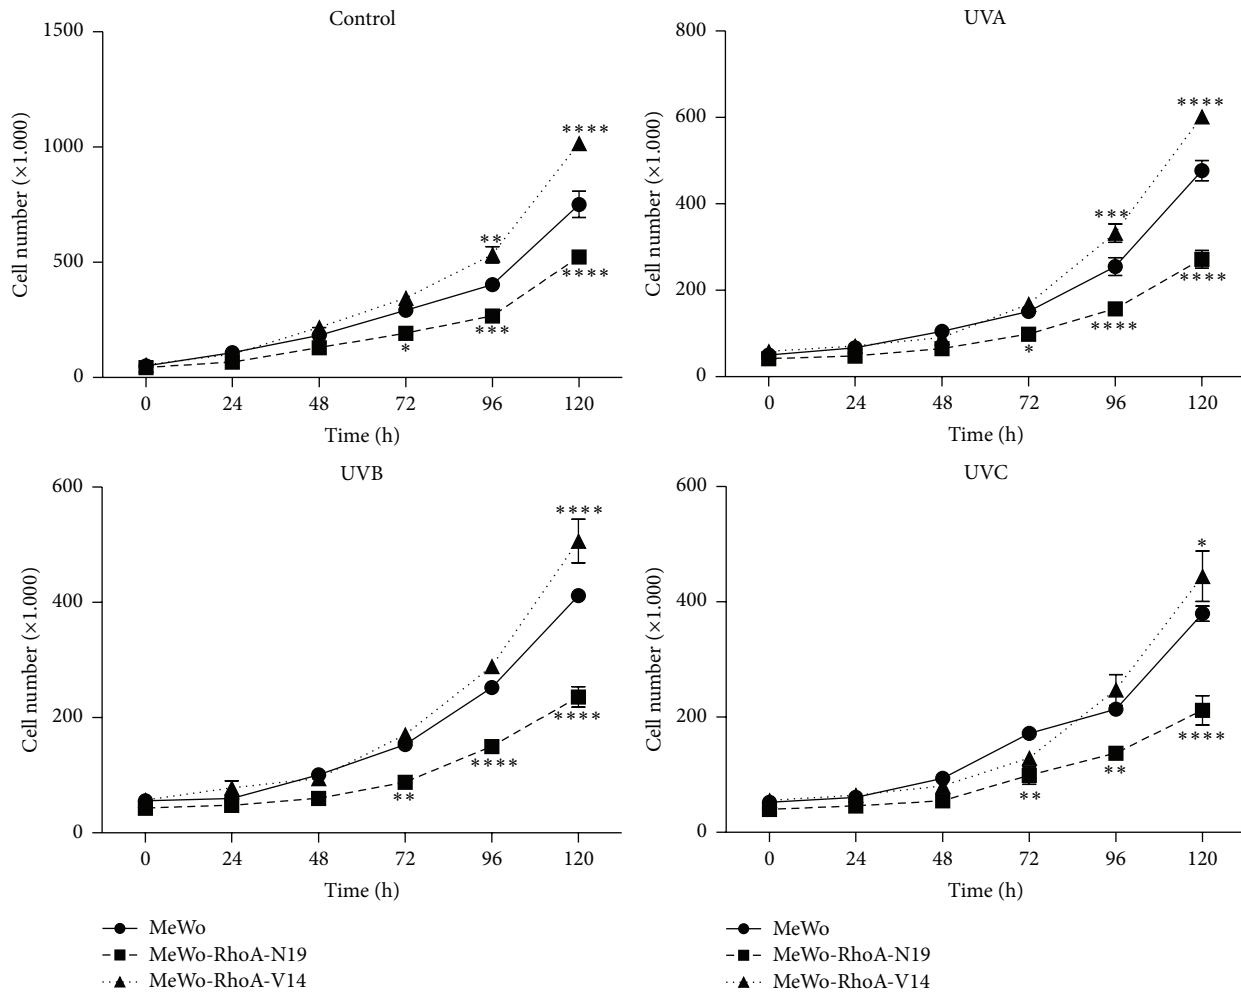 Control
1500
1000
500
0
Cell number (×1.000)
****
**
***
*
****
0 24 48 72 96 120
Time (h)
UVA
800
600
400
200
0
Cell number (×1.000)
****
***
****
****
*
0 24 48 72 96 120
Time (h)
UVB
600
400
200
0
Cell number (×1.000)
****
****
****
**
0 24 48 72 96 120
Time (h)
MeWo
MeWo-RhoA-N19
MeWo-RhoA-V14
UVC
600
400
200
0
Cell number (×1.000)
*
****
**
**
0 24 48 72 96 120
Time (h)
MeWo
MeWo-RhoA-N19
MeWo-RhoA-V14